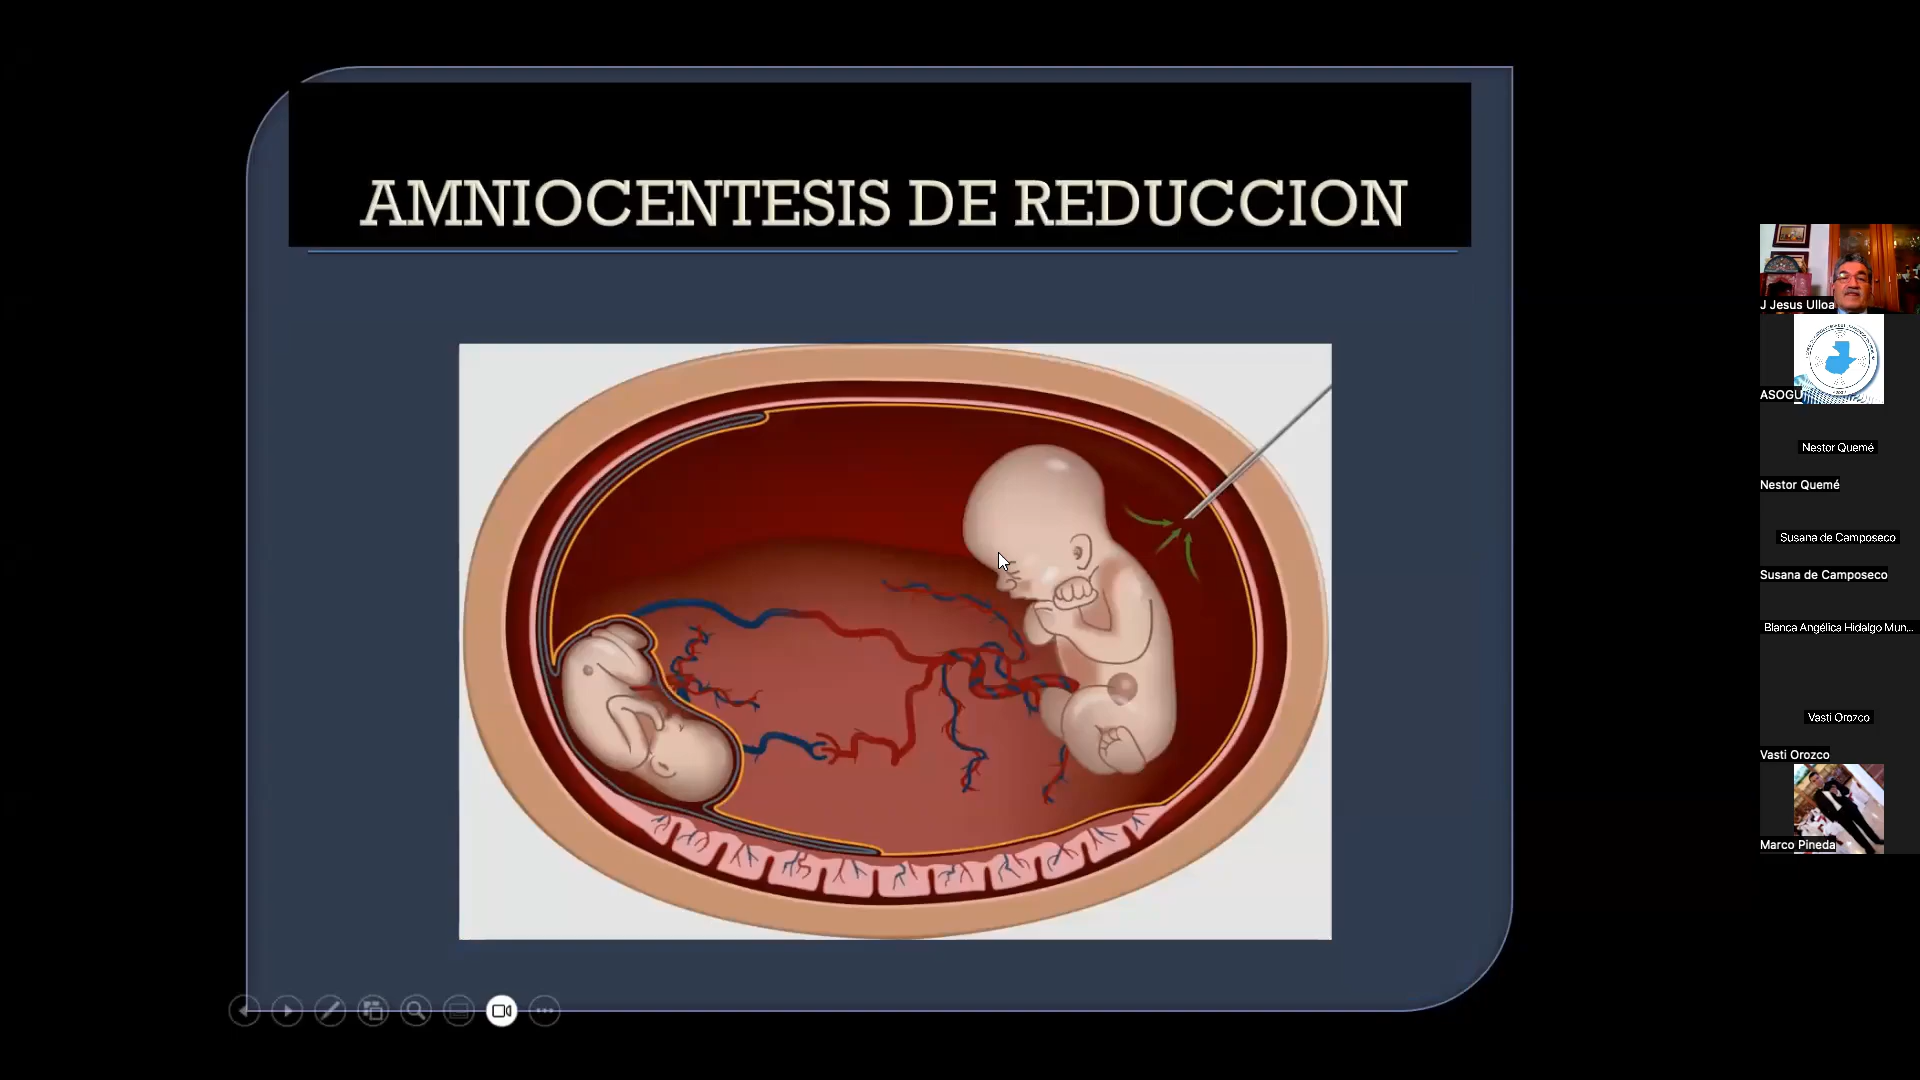 AMNIOCENTESIS DE REDUCCION
J Jesus Ulloa
ASOGU
Nestor Quemé
Nestor Quemé
Susana de Camposeco
Susana de Camposeco
Blanca Angélica Hidalgo Mun...
Vasti Orozco
Vasti Orozco
Marco Pineda